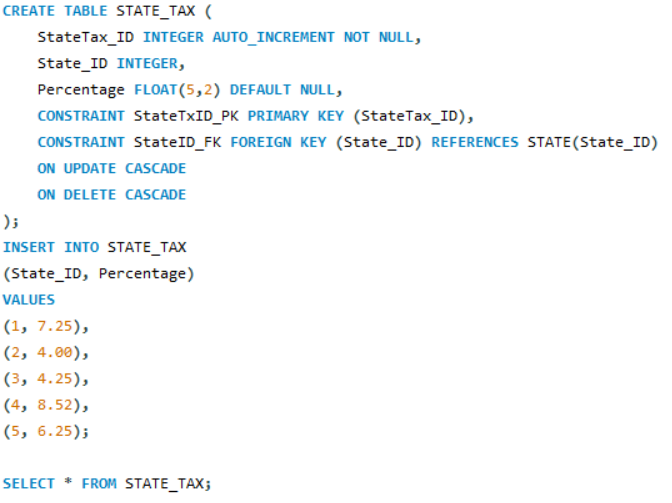 CREATE TABLE STATE_TAX (
StateTax_ID INTEGER AUTO_INCREMENT NOT NULL,
State_ID INTEGER,
Percentage FLOAT(5,2) DEFAULT NULL,
CONSTRAINT StateTxID_PK PRIMARY KEY (StateTax_ID),
CONSTRAINT StateID_FK FOREIGN KEY (State_ID) REFERENCES STATE(State_ID)
ON UPDATE CASCADE
ON DELETE CASCADE
);
INSERT INTO STATE_TAX
(State_ID, Percentage)
VALUES
(1, 7.25),
(2, 4.00),
(3, 4.25),
(4, 8.52),
(5, 6.25);
SELECT * FROM STATE_TAX;